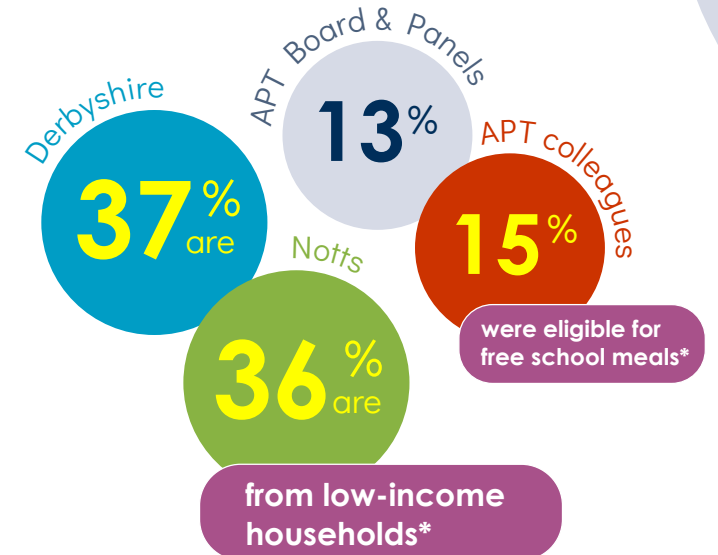 Derbyshire
37%
are
APT Board & Panels
13%
APT colleagues
15%
were eligible for
free school meals*
Notts
36%
are
from low-income
households*